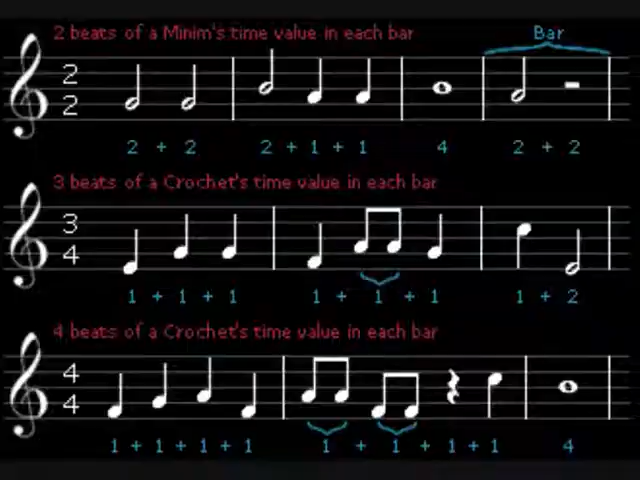 2 beats of a Minim's time value in each bar
Bar
2
2
2 + 2 2 + 1 + 1 4 2 + 2
3 beats of a Crochet's time value in each bar
3
4
1 + 1 + 1 1 + 1 + 1 1 + 2
4 beats of a Crochet's time value in each bar
4
4
1 + 1 + 1 + 1 1 + 1 + 1 + 1 4